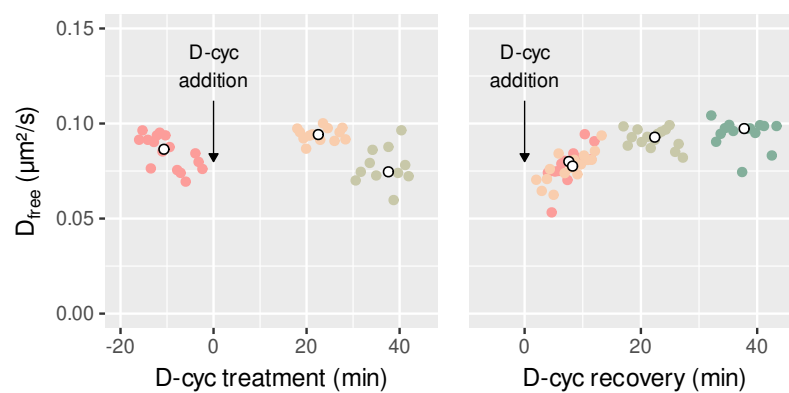 0.15
0.10
0.05
0.00
D_free (µm²/s)
D-cyc
addition
D-cyc
addition
-20 0 20 40
0 20 40
D-cyc treatment (min)
D-cyc recovery (min)